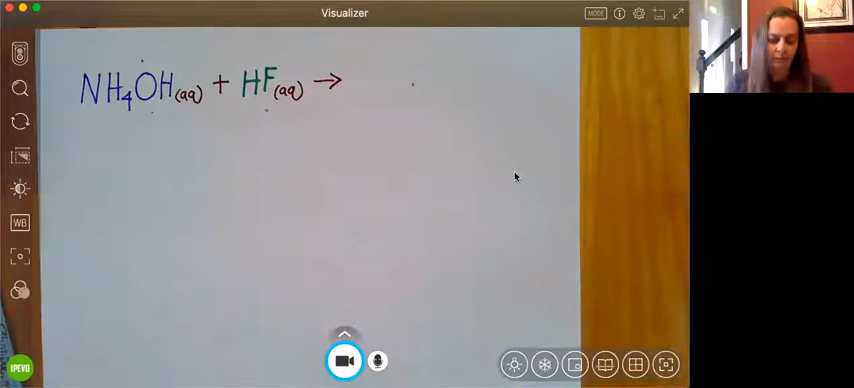 Visualizer
MODE
NH₄OH(aq) + HF(aq) →
WB
IPEVO